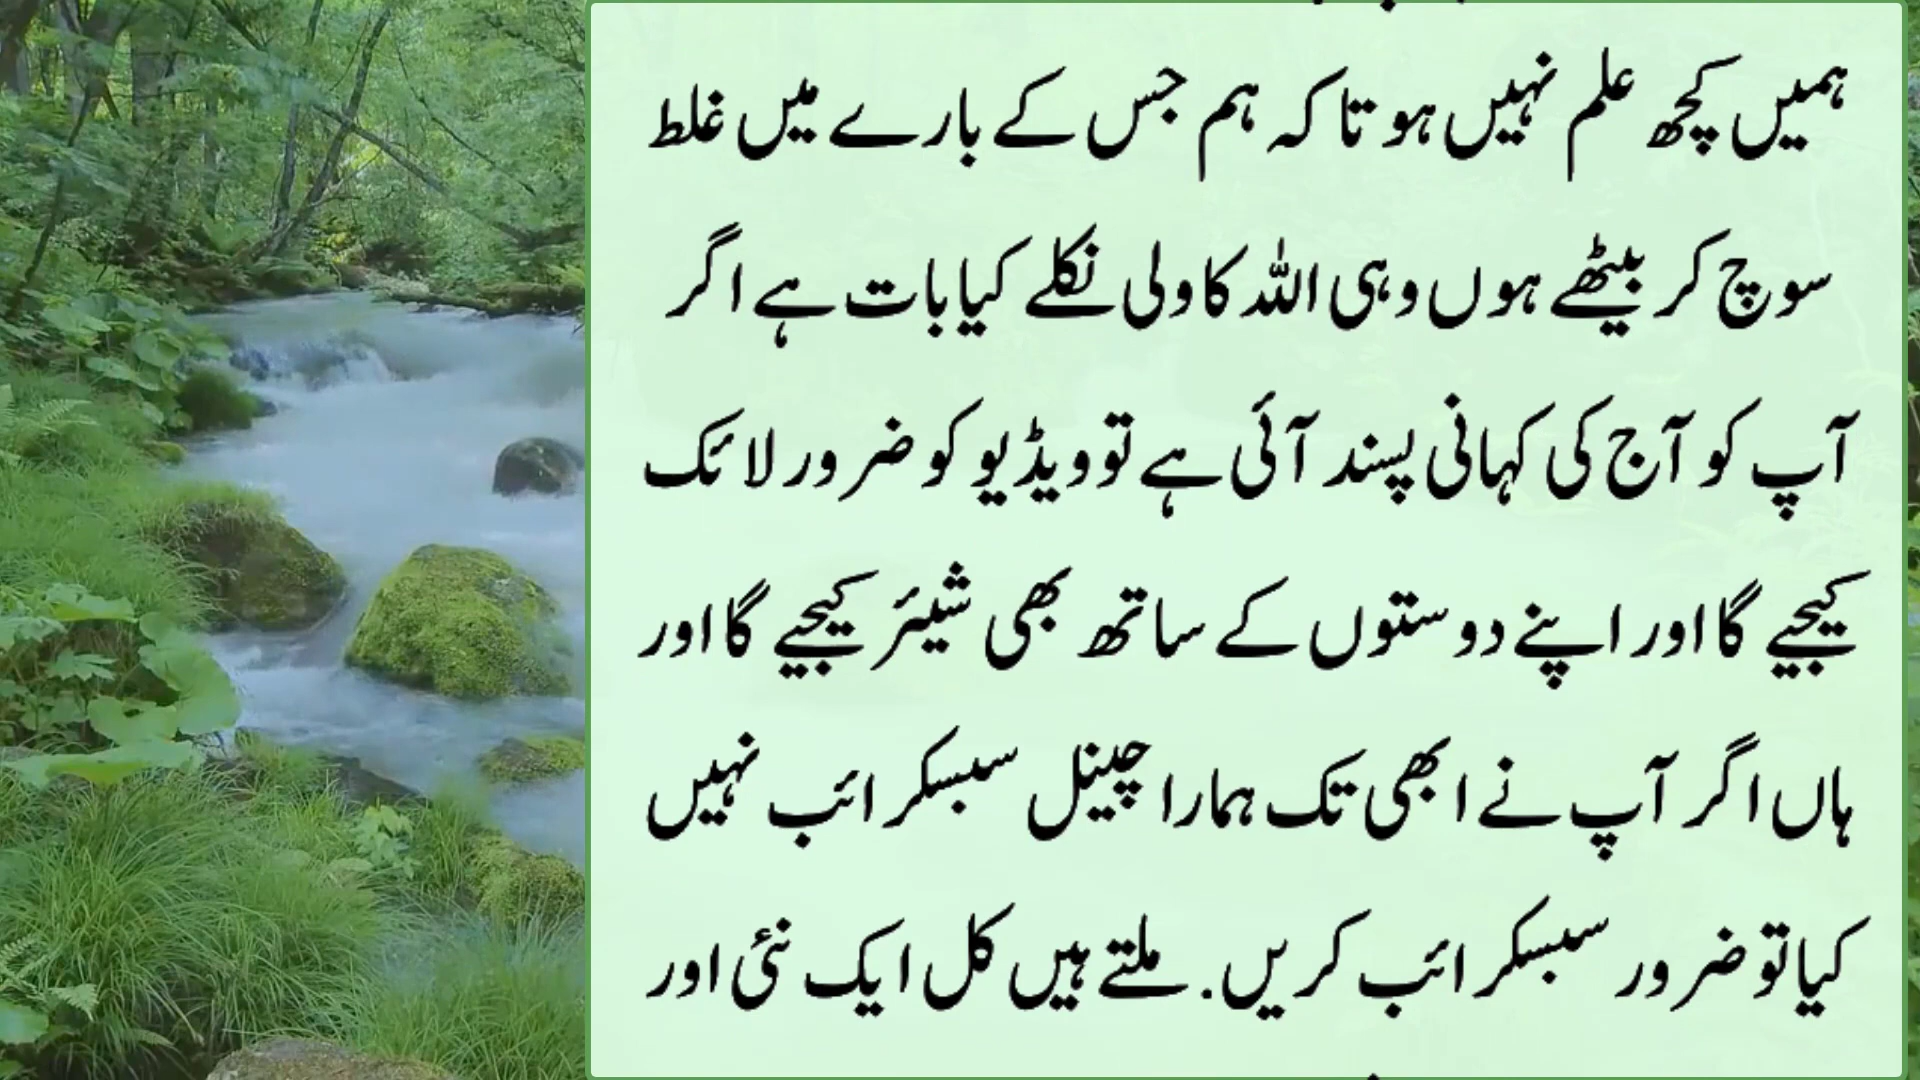 ہمیں کچھ علم نہیں ہوتا کہ ہم جس کے بارے میں غلط
سوچ کر بیٹھے ہوں وہی اللہ کا ولی نکلے کیا بات ہے اگر
آپ کو آج کی کہانی پسند آئی ہے تو ویڈیو کو ضرور لائک
کیجیے گا اور اپنے دوستوں کے ساتھ بھی شیئر کیجیے گا اور
ہاں اگر آپ نے ابھی تک ہمارا چینل سبسکرائب نہیں
کیا تو ضرور سبسکرائب کریں. ملتے ہیں کل ایک نئی اور